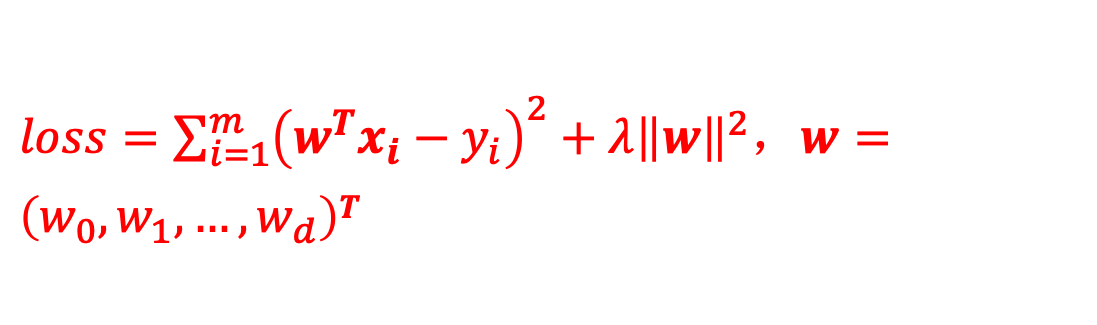 loss = ∑ᵢ₌₁ᵐ(𝒘ᵀ𝒙ᵢ − yᵢ)² + λ‖𝒘‖²，𝒘 =
(w₀, w₁, … , w_d)ᵀ